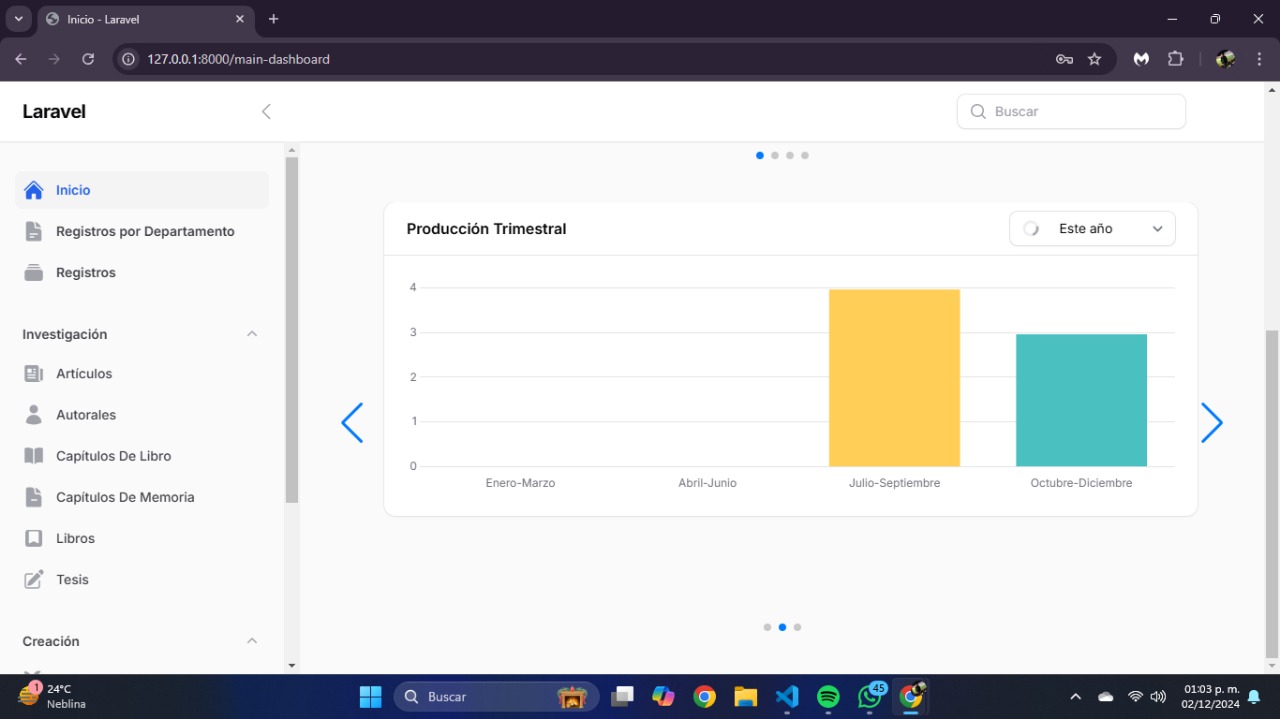 Inicio - Laravel
127.0.0.1:8000/main-dashboard
Laravel
Buscar
Inicio
Registros por Departamento
Registros
Investigación
Artículos
Autorales
Capítulos De Libro
Capítulos De Memoria
Libros
Tesis
Creación
Producción Trimestral
Este año
4
3
2
1
0
Enero-Marzo
Abril-Junio
Julio-Septiembre
Octubre-Diciembre
1
24°C
Neblina
Buscar
45
01:03 p. m.
02/12/2024